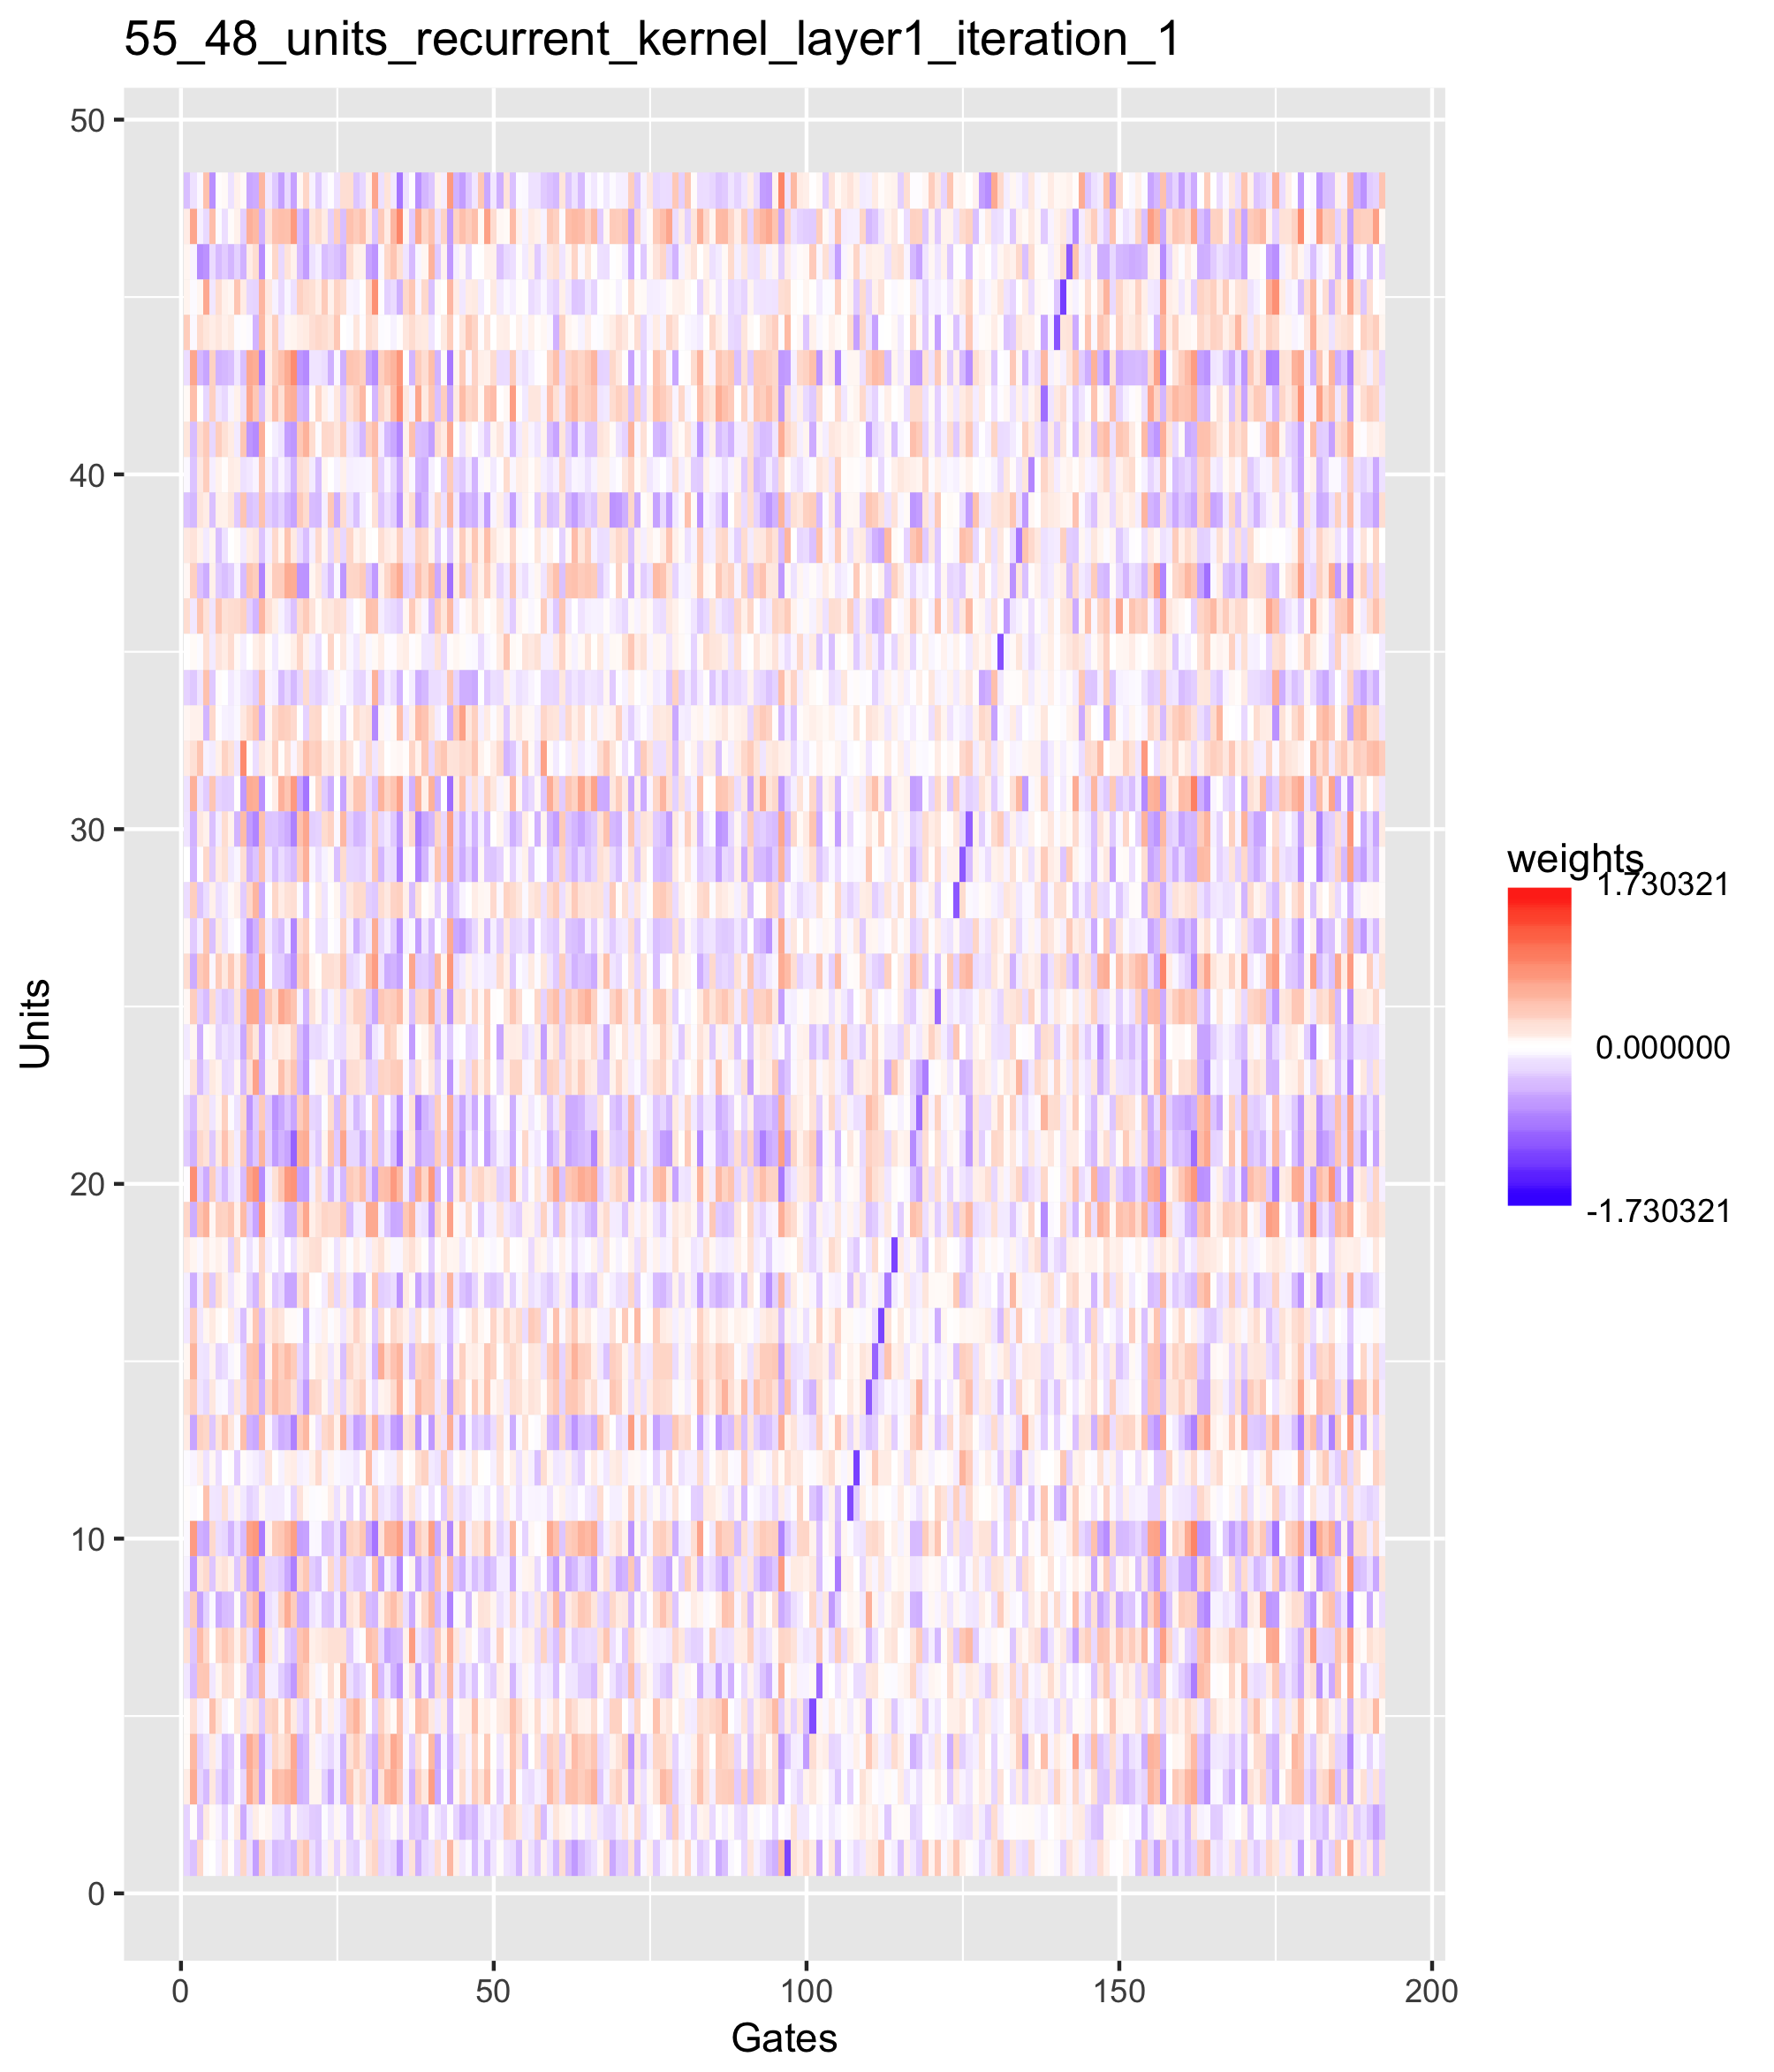 55_48_units_recurrent_kernel_layer1_iteration_1
50
40
30
20
10
0
Units
0 50 100 150 200
Gates
weights
1.730321
0.000000
-1.730321